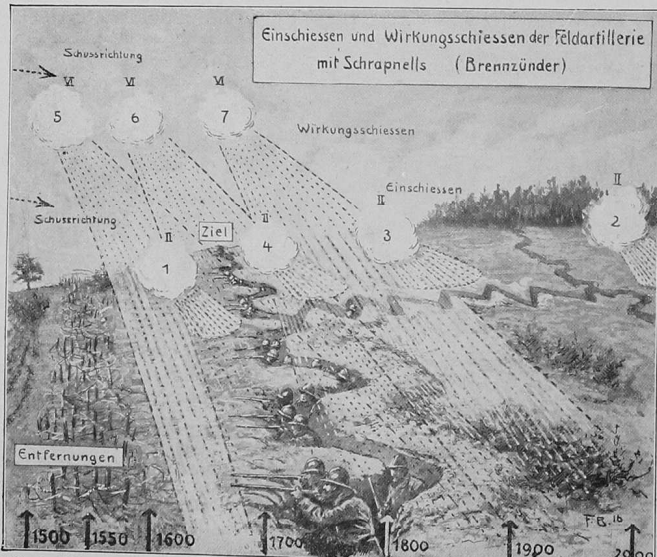 Einschiessen und Wirkungsschiessen der Feldartillerie
mit Schrapnells (Brennzünder)
Schussrichtung
VI VI VI
5 6 7
Wirkungsschiessen
Einschiessen
II II
Schussrichtung
Ziel
II II
1 4 3 2
Entfernungen
F.B. 16
1500 1550 1600 1700 1800 1900 2000